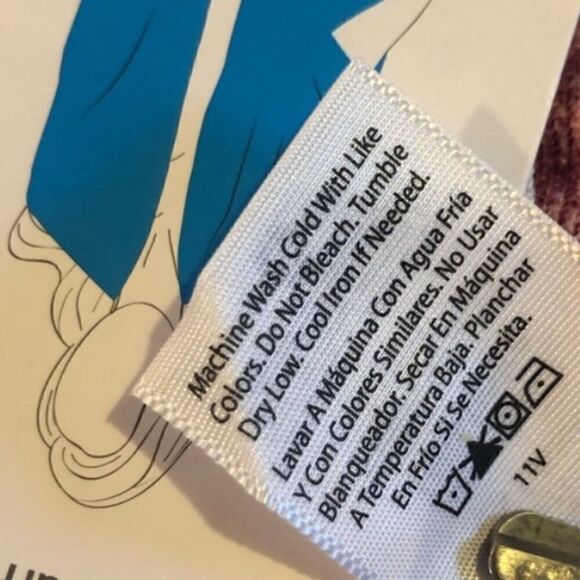 Machine Wash Cold With Like
Colors. Do Not Bleach. Tumble
Dry Low. Cool Iron If Needed.
Lavar A Máquina Con Agua Fría
Y Con Colores Similares. No Usar
Blanqueador. Secar En Máquina
A Temperatura Baja. Planchar
En Frío Si Se Necesita.
11V